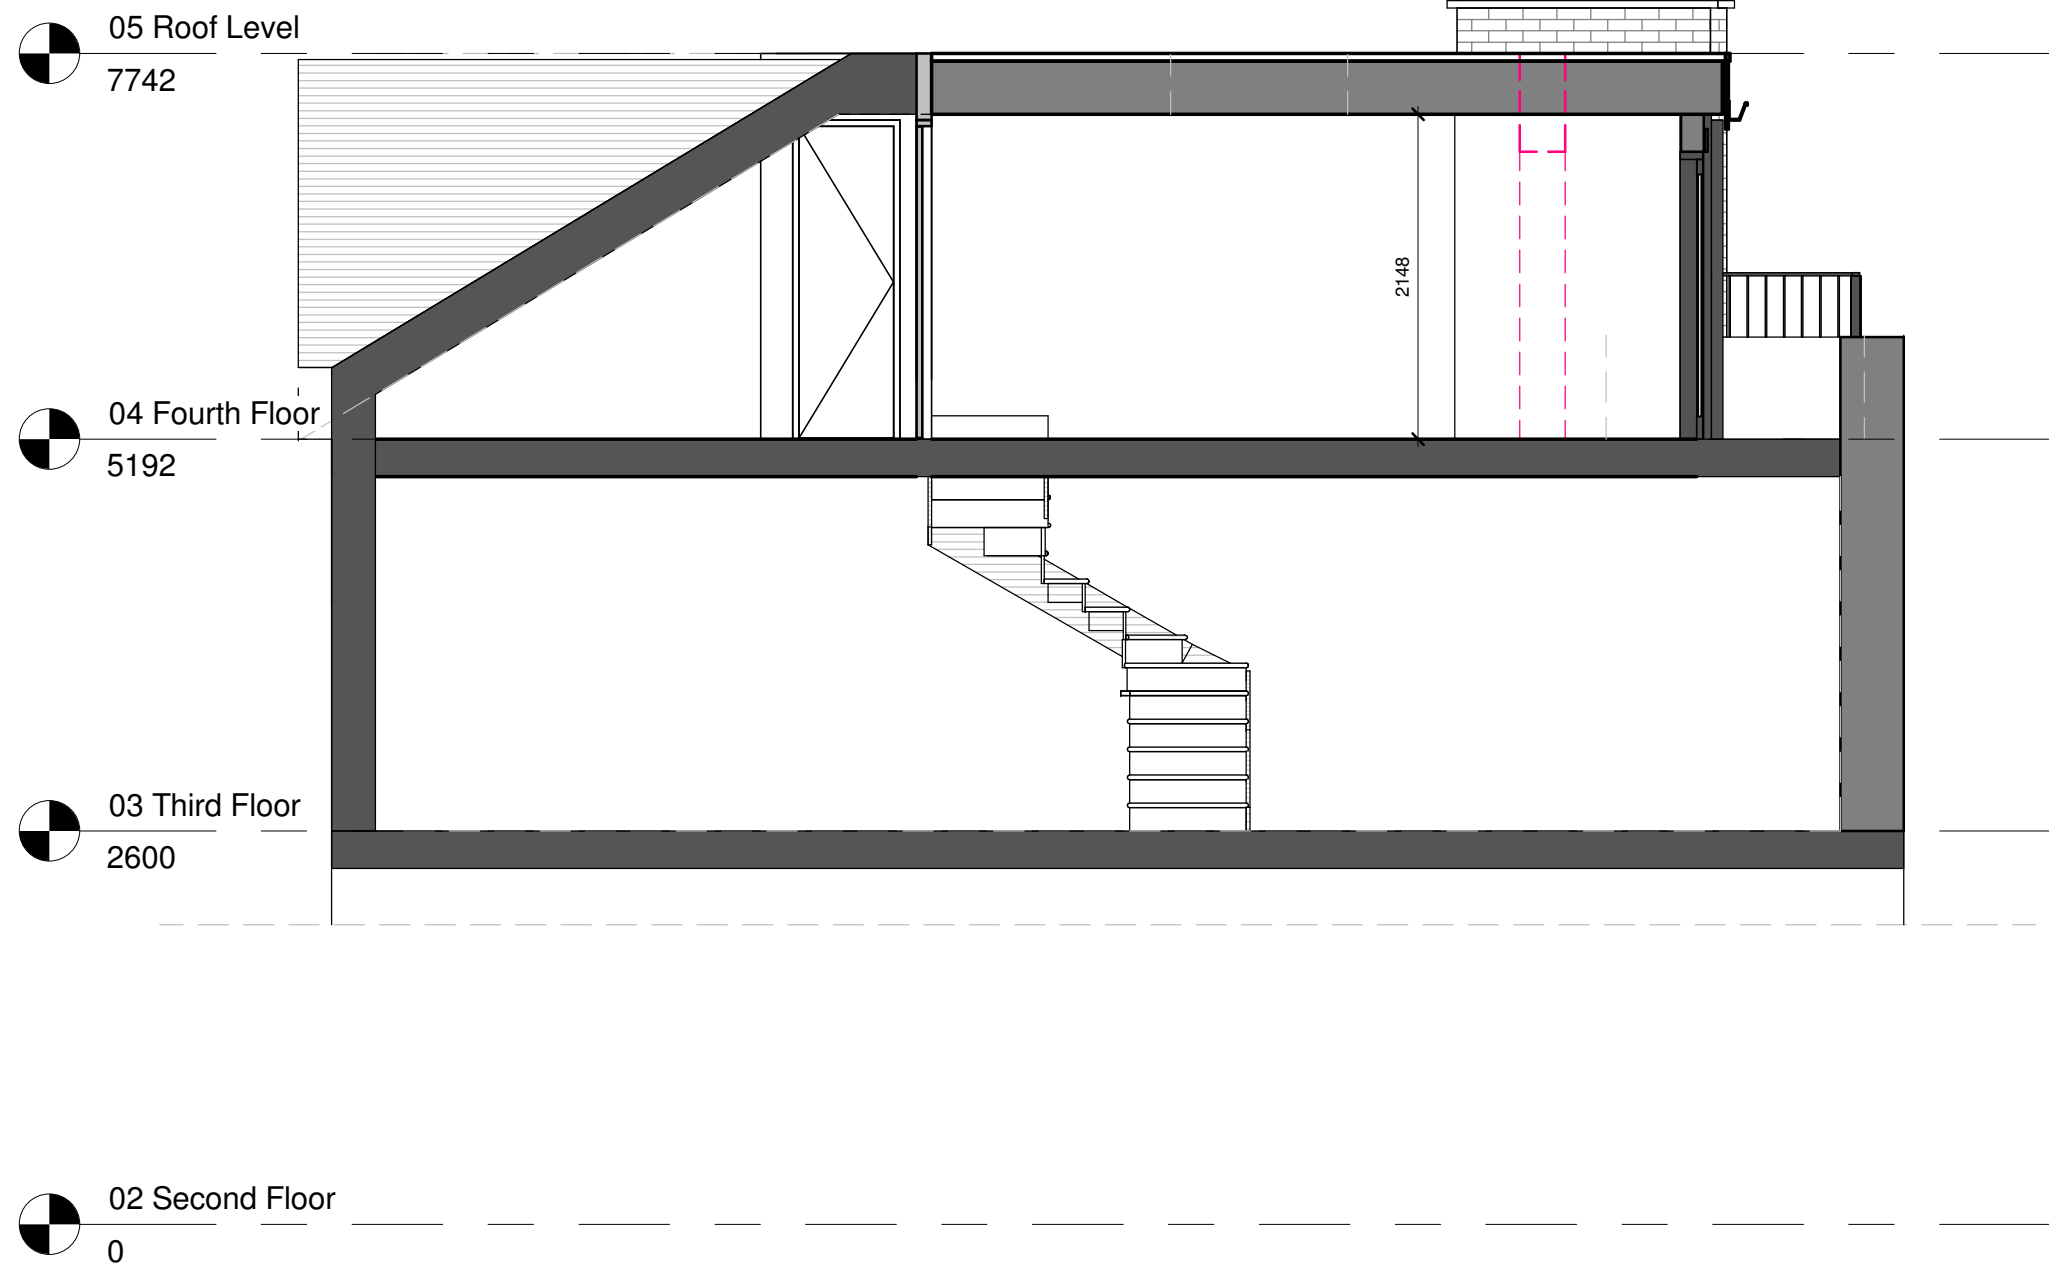 05 Roof Level
7742
2148
04 Fourth Floor
5192
03 Third Floor
2600
02 Second Floor
0